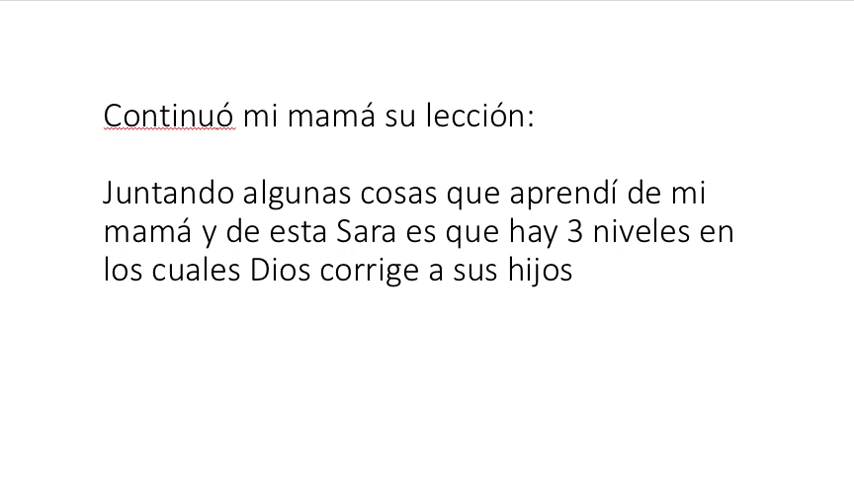 Continuó mi mamá su lección:
Juntando algunas cosas que aprendí de mi
mamá y de esta Sara es que hay 3 niveles en
los cuales Dios corrige a sus hijos